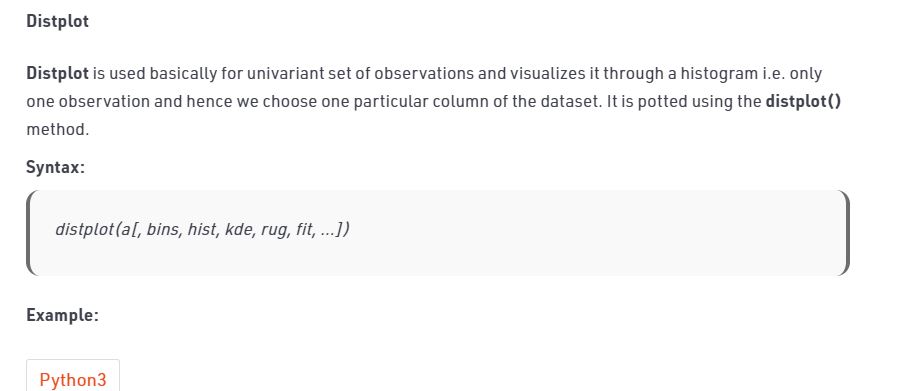 Distplot
Distplot is used basically for univariant set of observations and visualizes it through a histogram i.e. only
one observation and hence we choose one particular column of the dataset. It is potted using the distplot()
method.
Syntax:
distplot(a[, bins, hist, kde, rug, fit, ...])
Example:
Python3